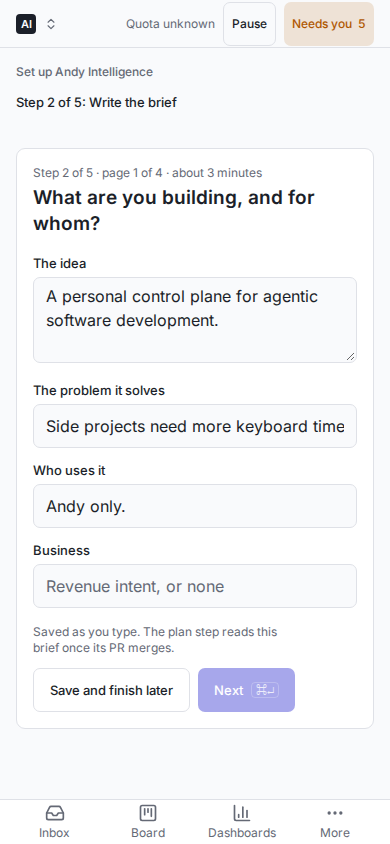 AI
Quota unknown
Pause
Needs you 5
Set up Andy Intelligence
Step 2 of 5: Write the brief
Step 2 of 5 · page 1 of 4 · about 3 minutes
What are you building, and for
whom?
The idea
A personal control plane for agentic
software development.
The problem it solves
Side projects need more keyboard time
Who uses it
Andy only.
Business
Revenue intent, or none
Saved as you type. The plan step reads this
brief once its PR merges.
Save and finish later
Next ⌘↵
Inbox
Board
Dashboards
More